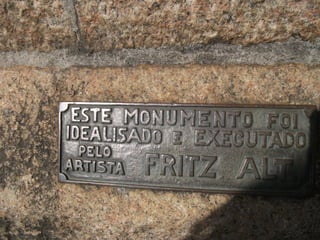 ESTE MONUMENTO FOI
IDEALISADO E EXECUTADO
PELO
ARTISTA FRITZ ALT